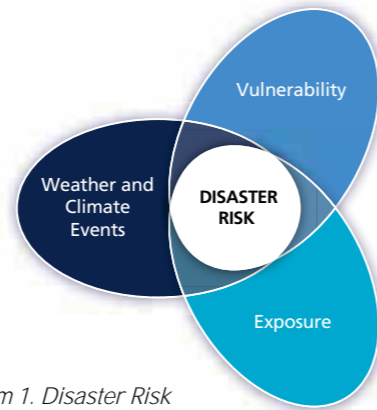 Vulnerability
Weather and
Climate
Events
DISASTER
RISK
Exposure
1. Disaster Risk